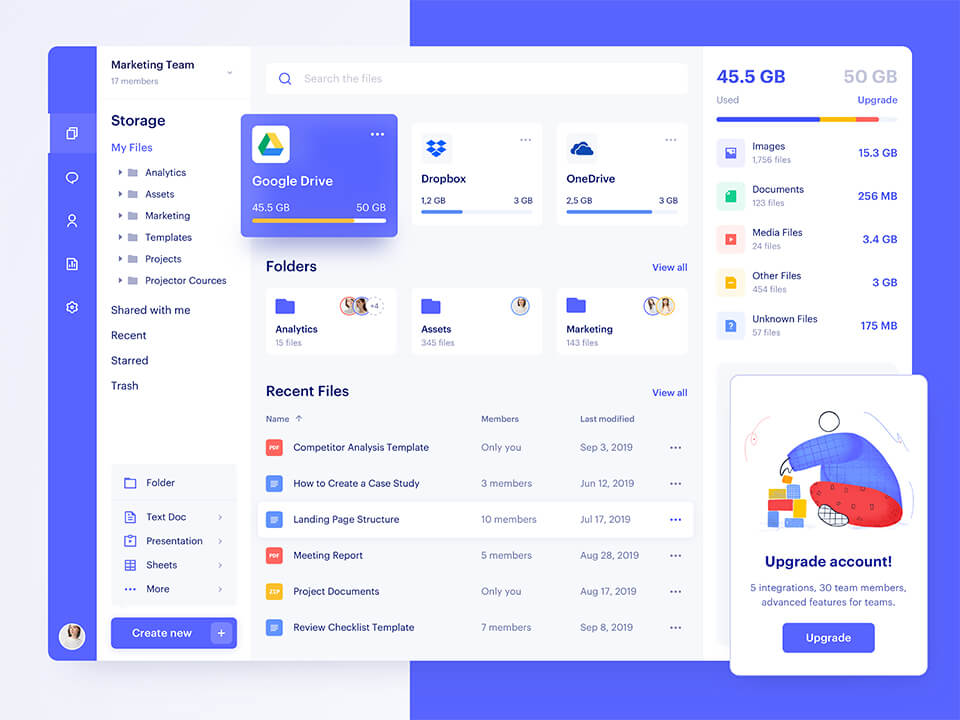 Marketing Team
17 members
Storage
My Files
Analytics
Assets
Marketing
Templates
Projects
Projector Cources
Shared with me
Recent
Starred
Trash
Folder
Text Doc
Presentation
Sheets
More
Create new +
Search the files
Google Drive
45.5 GB 50 GB
Dropbox
1,2 GB 3 GB
OneDrive
2,5 GB 3 GB
Folders View all
+4
Analytics
15 files
Assets
345 files
Marketing
143 files
Recent Files View all
Name Members Last modified
PDF Competitor Analysis Template Only you Sep 3, 2019
How to Create a Case Study 3 members Jun 12, 2019
Landing Page Structure 10 members Jul 17, 2019
PDF Meeting Report 5 members Aug 28, 2019
ZIP Project Documents Only you Aug 17, 2019
Review Checklist Template 7 members Sep 8, 2019
45.5 GB 50 GB
Used Upgrade
Images
1,756 files
15.3 GB
Documents
123 files
256 MB
Media Files
24 files
3.4 GB
Other Files
454 files
3 GB
?
Unknown Files
57 files
175 MB
Upgrade account!
5 integrations, 30 team members,
advanced features for teams.
Upgrade